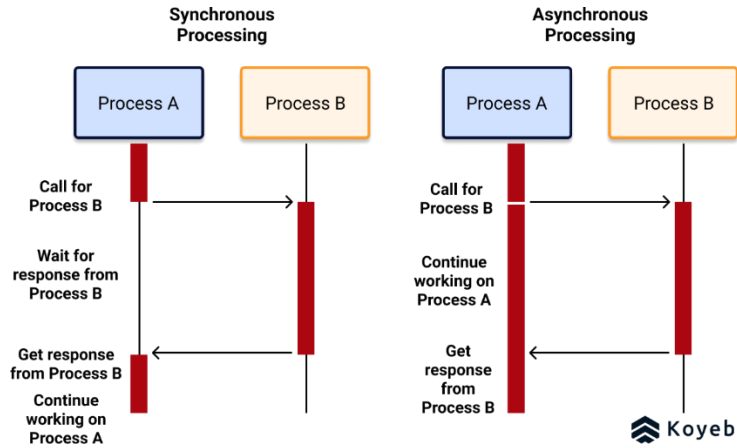 Synchronous
Processing
Process A
Process B
Call for
Process B
Wait for
response from
Process B
Get response
from Process B
Continue
working on
Process A
Asynchronous
Processing
Process A
Process B
Call for
Process B
Continue
working on
Process A
Get
response
from
Process B
Koyeb